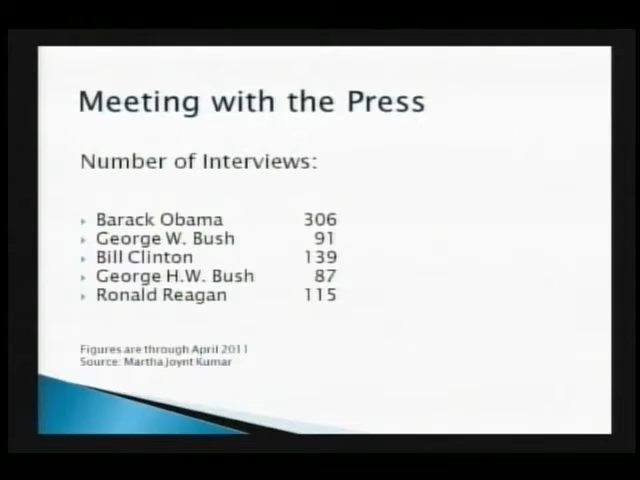 Meeting with the Press
Number of Interviews:
Barack Obama 306
George W. Bush 91
Bill Clinton 139
George H.W. Bush 87
Ronald Reagan 115
Figures are through April 2011
Source: Martha Joynt Kumar